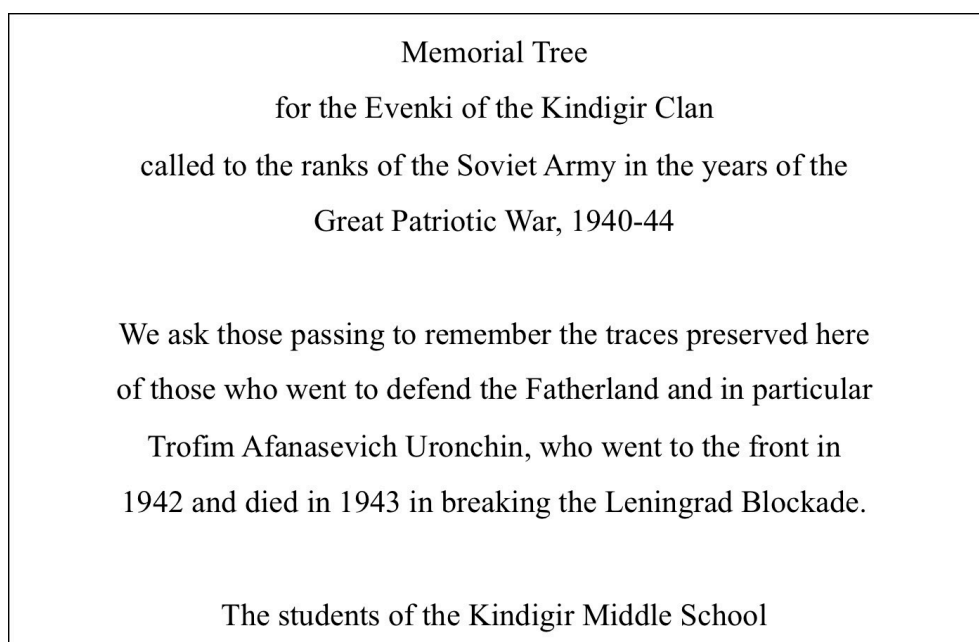 Memorial Tree
for the Evenki of the Kindigir Clan
called to the ranks of the Soviet Army in the years of the
Great Patriotic War, 1940-44
We ask those passing to remember the traces preserved here
of those who went to defend the Fatherland and in particular
Trofim Afanasevich Uronchin, who went to the front in
1942 and died in 1943 in breaking the Leningrad Blockade.
The students of the Kindigir Middle School